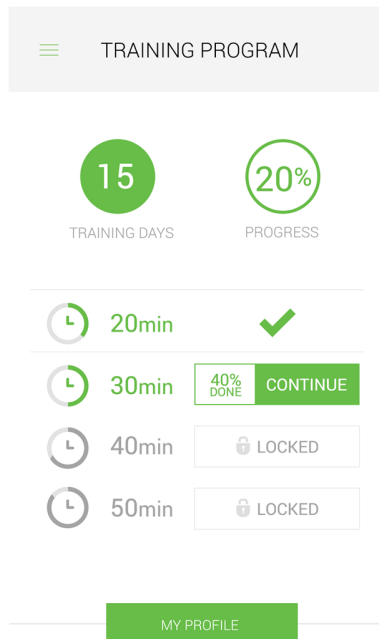 TRAINING PROGRAM
15
20%
TRAINING DAYS
PROGRESS
20min
30min
40%
DONE
CONTINUE
40min
LOCKED
50min
LOCKED
MY PROFILE